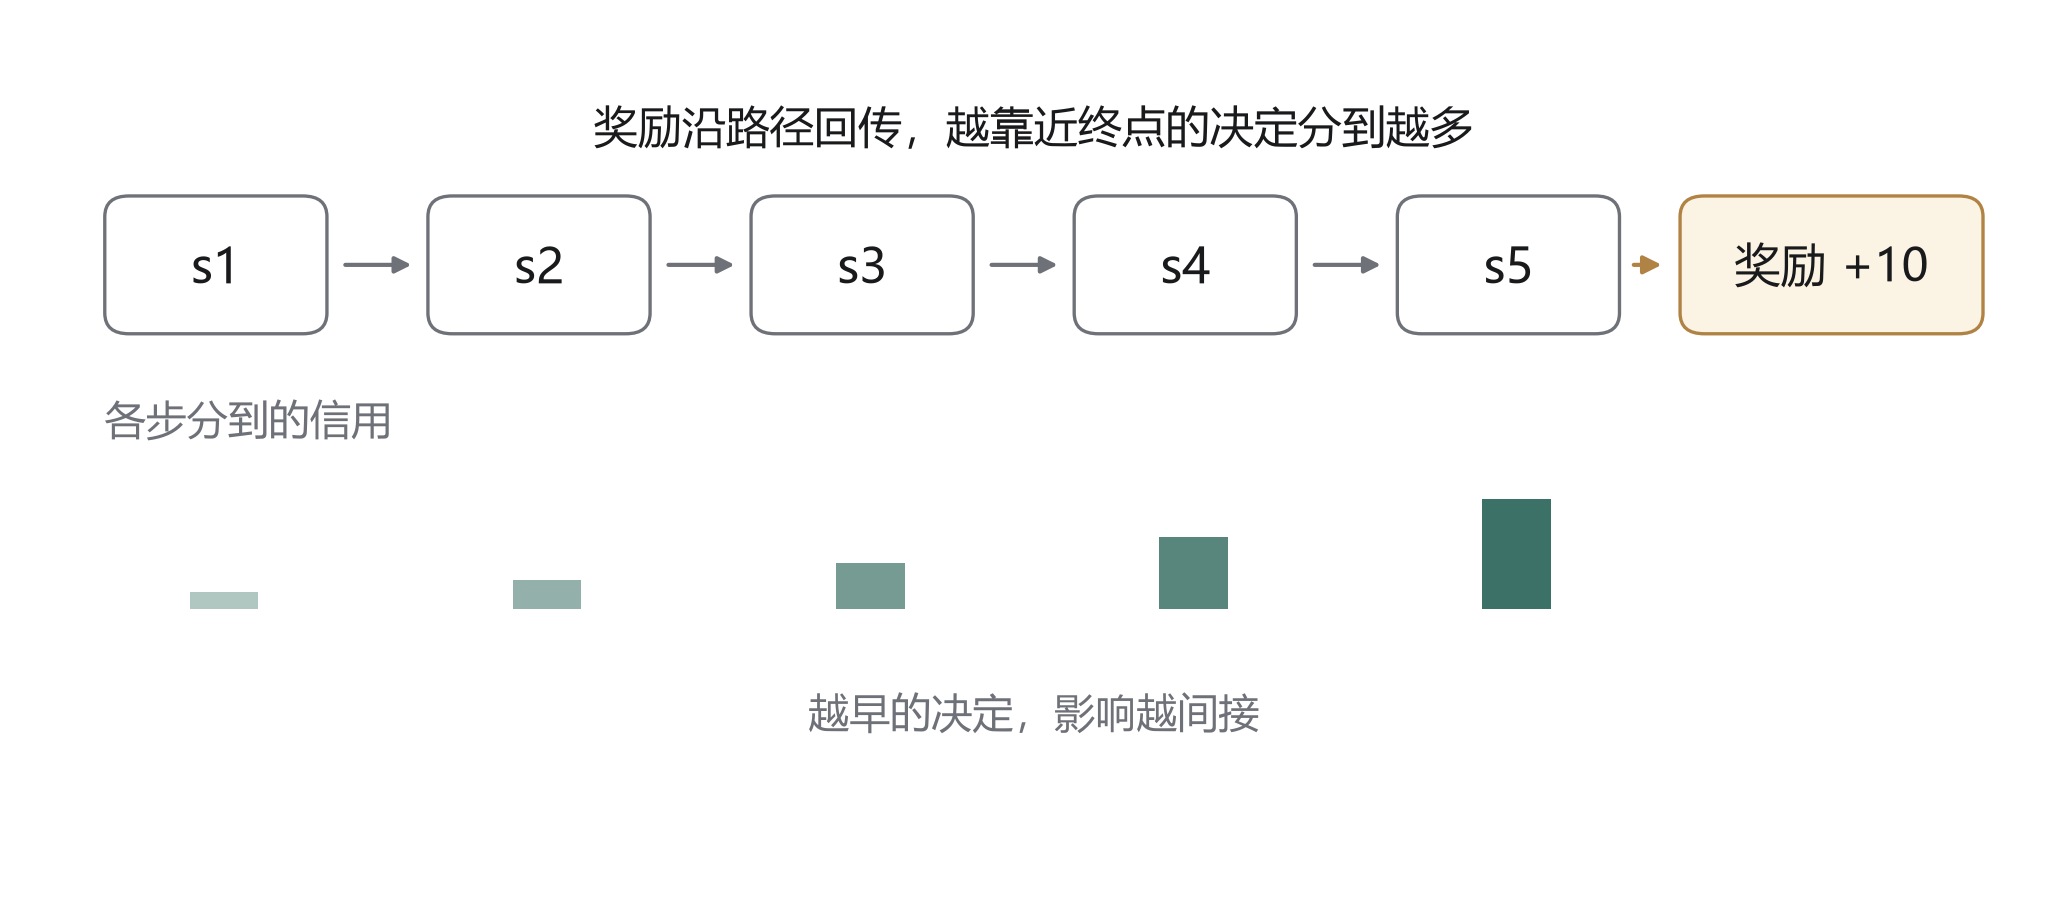 奖励沿路径回传，越靠近终点的决定分到越多
s1
s2
s3
s4
s5
奖励 +10
各步分到的信用
越早的决定，影响越间接